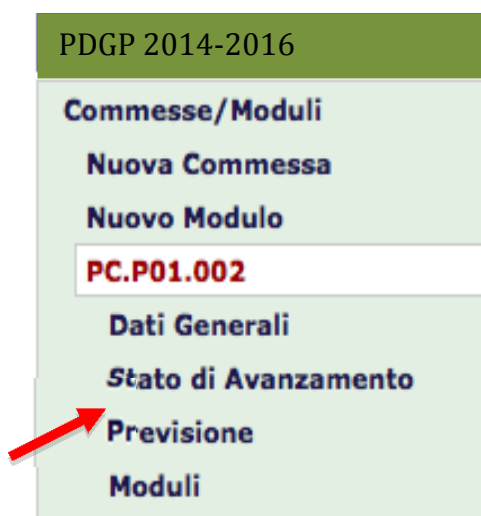 PDGP 2014-2016
Commesse/Moduli
Nuova Commessa
Nuovo Modulo
PC.P01.002
Dati Generali
Stato di Avanzamento
Previsione
Moduli